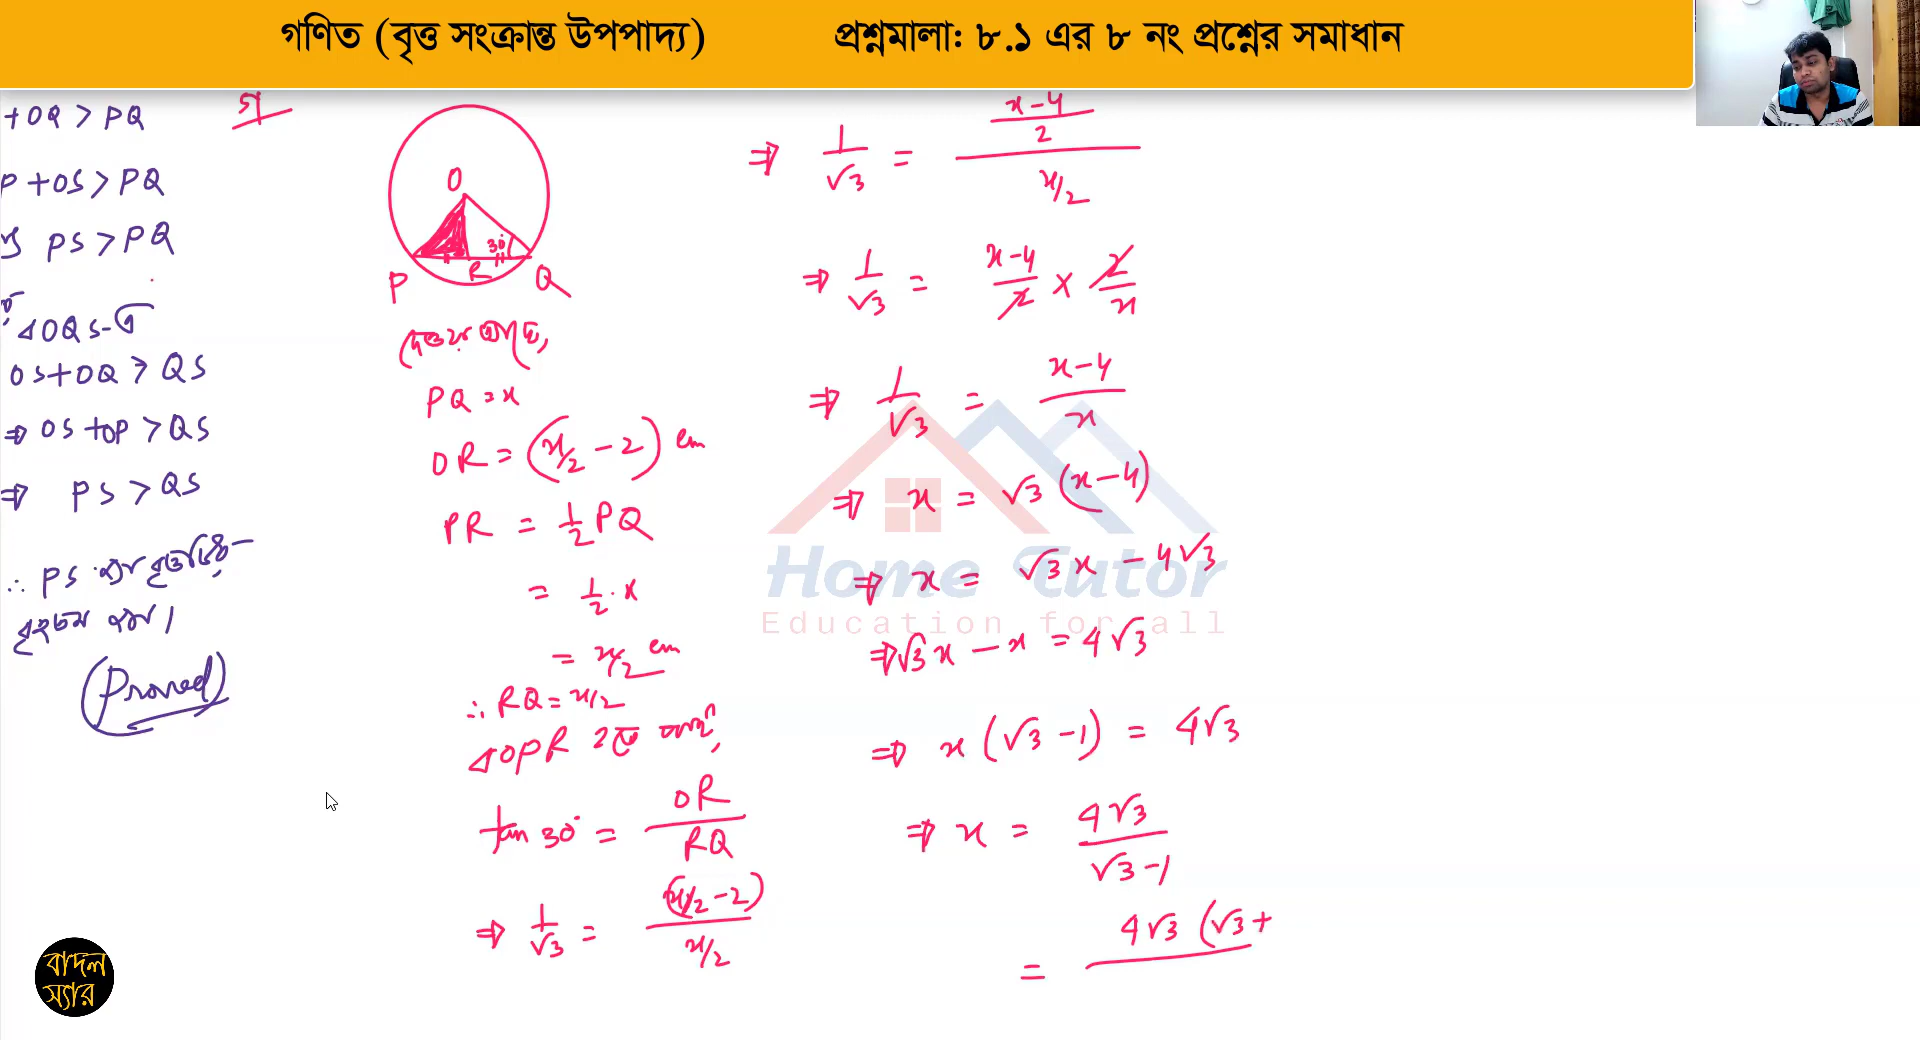 গণিত (বৃত্ত সংক্রান্ত উপপাদ্য) প্রশ্নমালা: ৮.১ এর ৮ নং প্রশ্নের সমাধান
+OQ > PQ
P + OS > PQ
PS > PQ
△OQS-এ
OS + OQ > QS
⇒ OS + OP > QS
⇒ PS > QS
∴ PS
বৃহত্তম
(Proved)
গ
O
30°
P
R
Q
দেওয়া আছে,
PQ = x
OR = (x/2 - 2) cm
PR = 1/2 PQ
= 1/2 · x
= x/2 cm
∴ RQ = x/2
△OPR হতে পাই,
tan 30° = OR/RQ
⇒ 1/√3 = (x/2 - 2)/(x/2)
⇒ 1/√3 = ((x-4)/2)/(x/2)
⇒ 1/√3 = (x-4)/2 × 2/x
⇒ 1/√3 = (x-4)/x
⇒ x = √3 (x-4)
⇒ x = √3x - 4√3
⇒ √3x - x = 4√3
⇒ x (√3 - 1) = 4√3
⇒ x = 4√3/(√3 - 1)
= 4√3 (√3 +
Home Tutor
Education for all
বাদল
স্যার